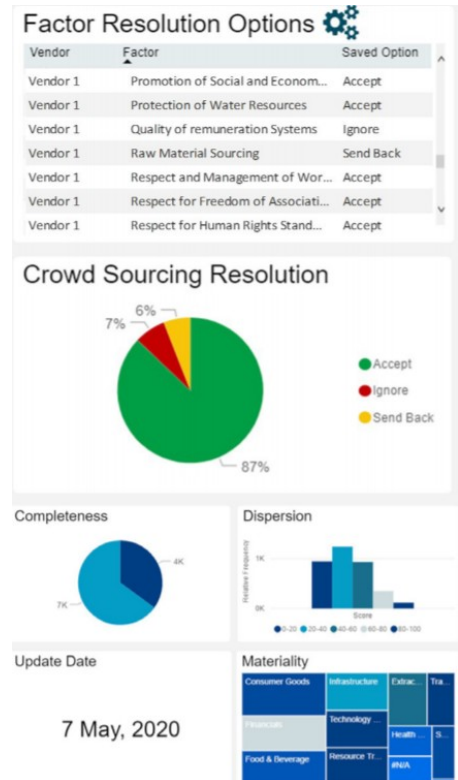 Factor Resolution Options
Vendor Factor Saved Option
Vendor 1 Promotion of Social and Econom... Accept
Vendor 1 Protection of Water Resources Accept
Vendor 1 Quality of remuneration Systems Ignore
Vendor 1 Raw Material Sourcing Send Back
Vendor 1 Respect and Management of Wor... Accept
Vendor 1 Respect for Freedom of Associati... Accept
Vendor 1 Respect for Human Rights Stand... Accept
Crowd Sourcing Resolution
6%
7%
Accept
Ignore
Send Back
87%
Completeness
4K
7K
Dispersion
Relative Frequency
1K
0K
Score
0-20 20-40 40-60 60-80 80-100
Update Date
7 May, 2020
Materiality
Consumer Goods Infrastructure Extrac... Tra...
Financials Technology ... Health ... S...
Food & Beverage Resource Tr... #N/A